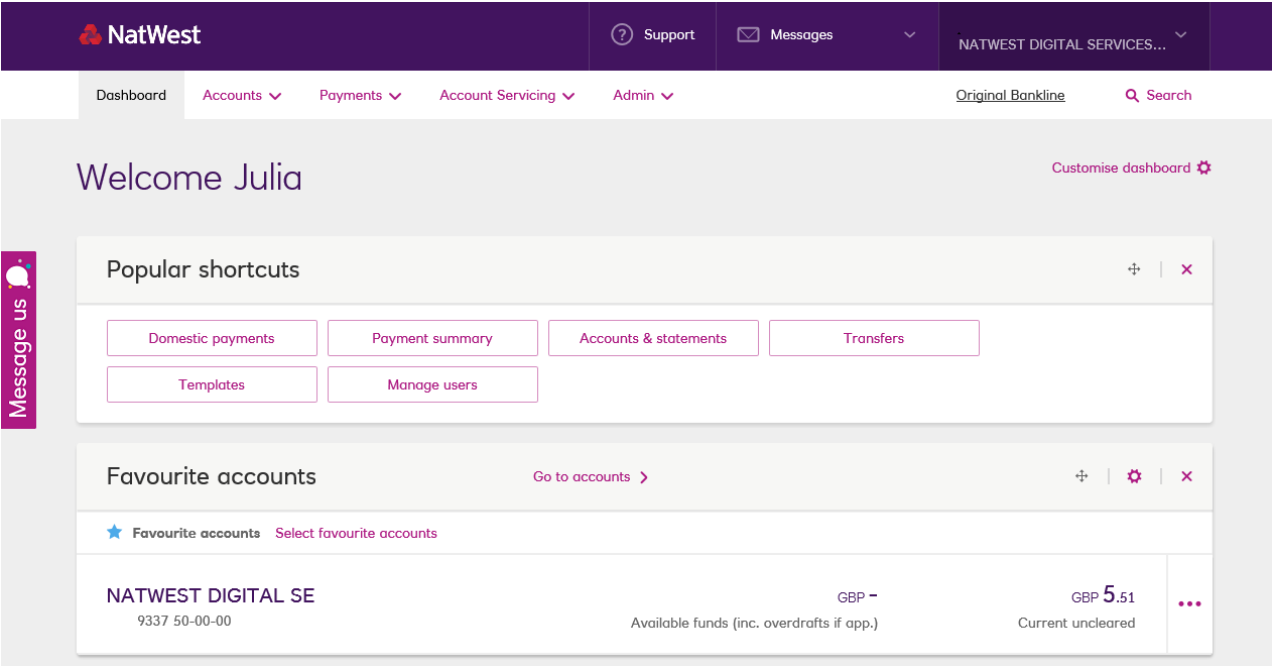 NatWest
Support
Messages
NATWEST DIGITAL SERVICES...
Dashboard Accounts Payments Account Servicing Admin Original Bankline Search
Welcome Julia
Customise dashboard
Message us
Popular shortcuts
Domestic payments Payment summary Accounts & statements Transfers
Templates Manage users
Favourite accounts Go to accounts
Favourite accounts Select favourite accounts
NATWEST DIGITAL SE GBP - GBP 5.51
9337 50-00-00 Available funds (inc. overdrafts if app.) Current uncleared